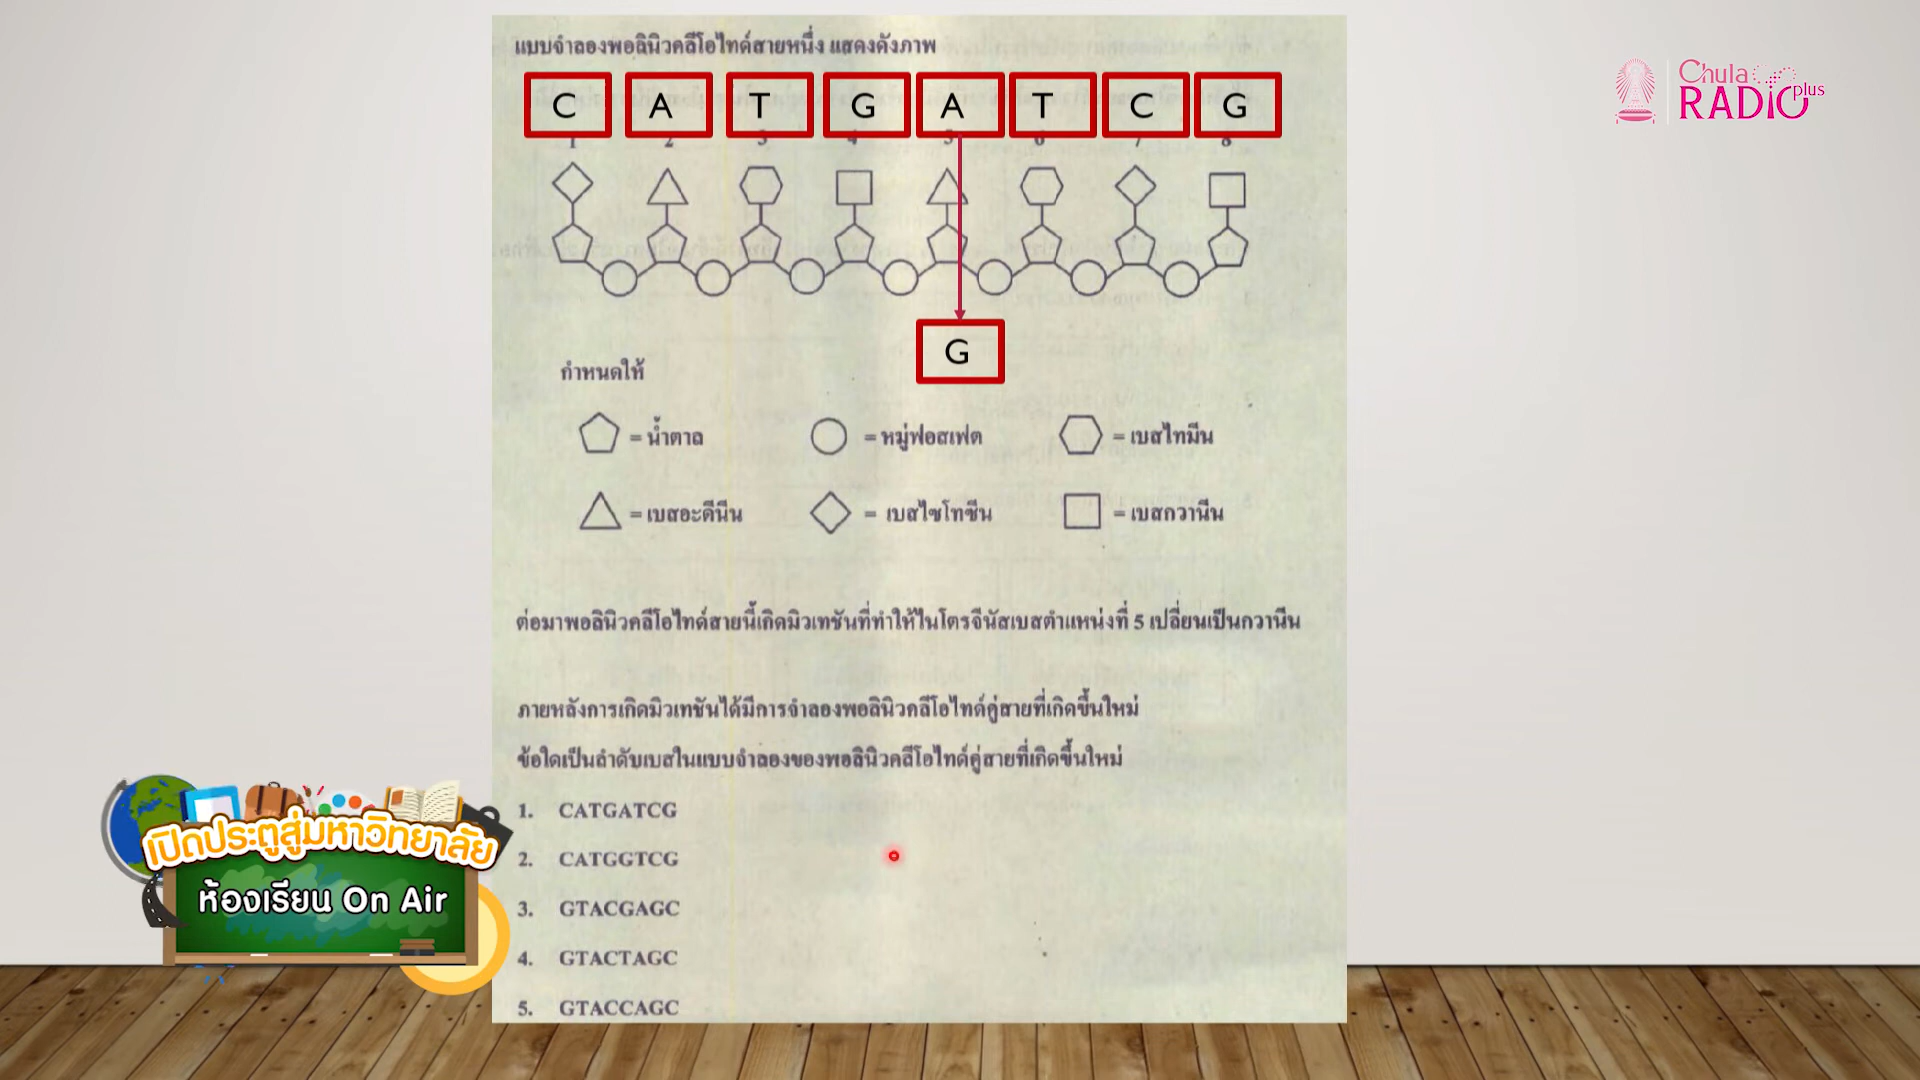 แบบจำลองพอลินิวคลีโอไทด์สายหนึ่ง แสดงดังภาพ
C A T G A T C G
1 2 3 4 5 6 7 8
G
กำหนดให้
= น้ำตาล = หมู่ฟอสเฟต = เบสไทมีน
= เบสอะดีนีน = เบสไซโทซีน = เบสกวานีน
ต่อมาพอลินิวคลีโอไทด์สายนี้เกิดมิวเทชันที่ทำให้ไนโตรจีนัสเบสตำแหน่งที่ 5 เปลี่ยนเป็นกวานีน
ภายหลังการเกิดมิวเทชันได้มีการจำลองพอลินิวคลีโอไทด์คู่สายที่เกิดขึ้นใหม่
ข้อใดเป็นลำดับเบสในแบบจำลองของพอลินิวคลีโอไทด์คู่สายที่เกิดขึ้นใหม่
1. CATGATCG
2. CATGGTCG
3. GTACGAGC
4. GTACTAGC
5. GTACCAGC
Chula
RADIO plus
เปิดประตูสู่มหาวิทยาลัย
ห้องเรียน On Air